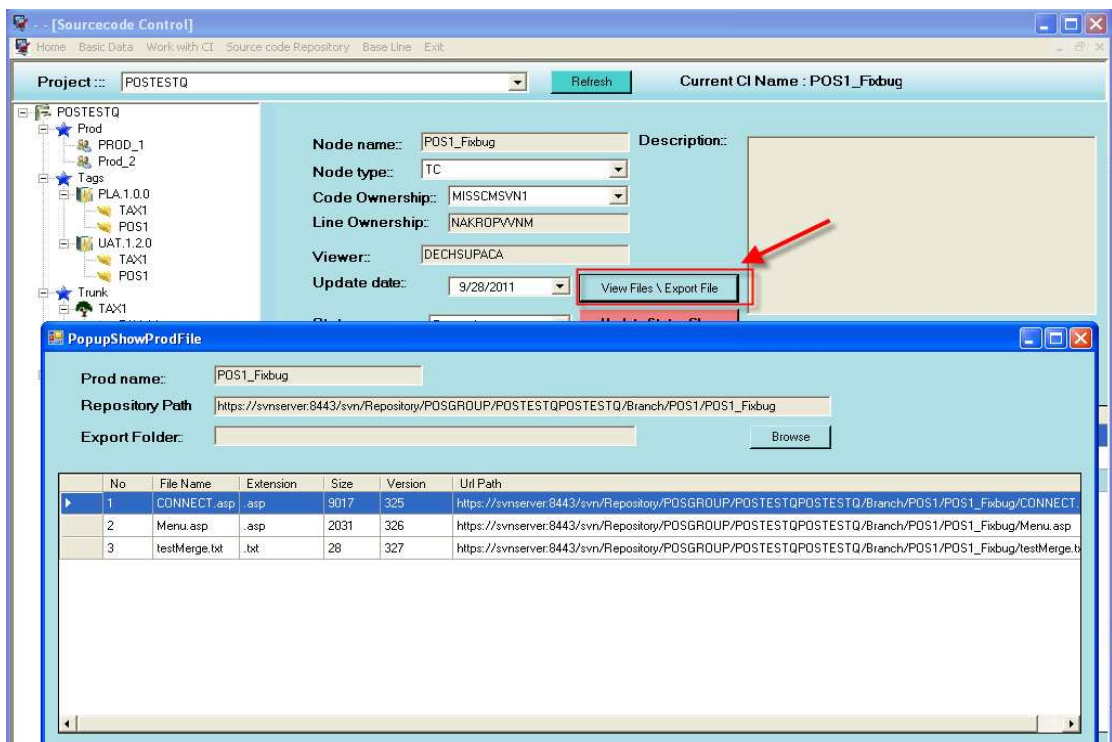 - - [Sourcecode Control]
Home Basic Data Work with CI Source code Repository Base Line Exit
Project ::: POSTESTQ Refresh Current CI Name : POS1_Fixbug
POSTESTQ
Prod
PROD_1
Prod_2
Tags
PLA.1.0.0
TAX1
POS1
UAT.1.2.0
TAX1
POS1
Trunk
TAX1
Node name:: POS1_Fixbug Description::
Node type:: TC
Code Ownership:: MISSCMSVN1
Line Ownership:: NAKROPVVNM
Viewer:: DECHSUPACA
Update date:: 9/28/2011 View Files \ Export File
PopupShowProdFile
Prod name:: POS1_Fixbug
Repository Path https://svnserver:8443/svn/Repository/POSGROUP/POSTESTQPOSTESTQ/Branch/POS1/POS1_Fixbug
Export Folder:: Browse
No File Name Extension Size Version Url Path
1 CONNECT.asp .asp 9017 325 https://svnserver:8443/svn/Repository/POSGROUP/POSTESTQPOSTESTQ/Branch/POS1/POS1_Fixbug/CONNECT.
2 Menu.asp .asp 2031 326 https://svnserver:8443/svn/Repository/POSGROUP/POSTESTQPOSTESTQ/Branch/POS1/POS1_Fixbug/Menu.asp
3 testMerge.txt .txt 28 327 https://svnserver:8443/svn/Repository/POSGROUP/POSTESTQPOSTESTQ/Branch/POS1/POS1_Fixbug/testMerge.tx